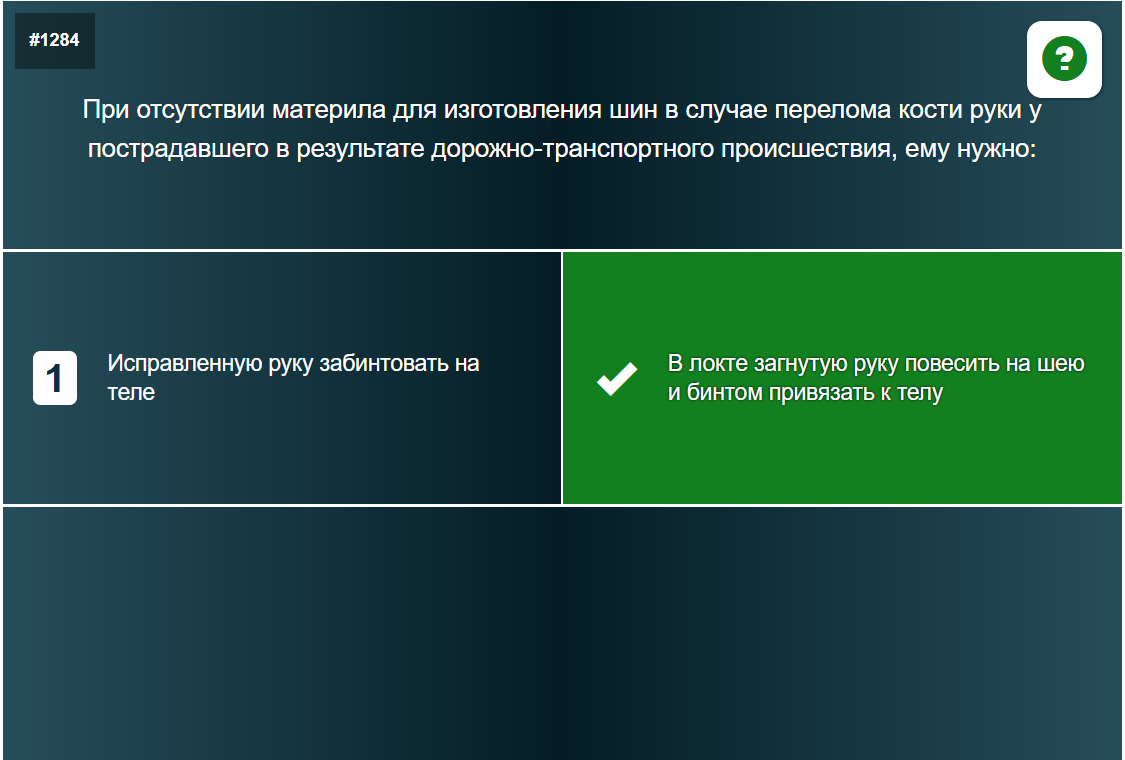 #1284
?
При отсутствии материла для изготовления шин в случае перелома кости руки у
пострадавшего в результате дорожно-транспортного происшествия, ему нужно:
1
Исправленную руку забинтовать на
теле
В локте загнутую руку повесить на шею
и бинтом привязать к телу